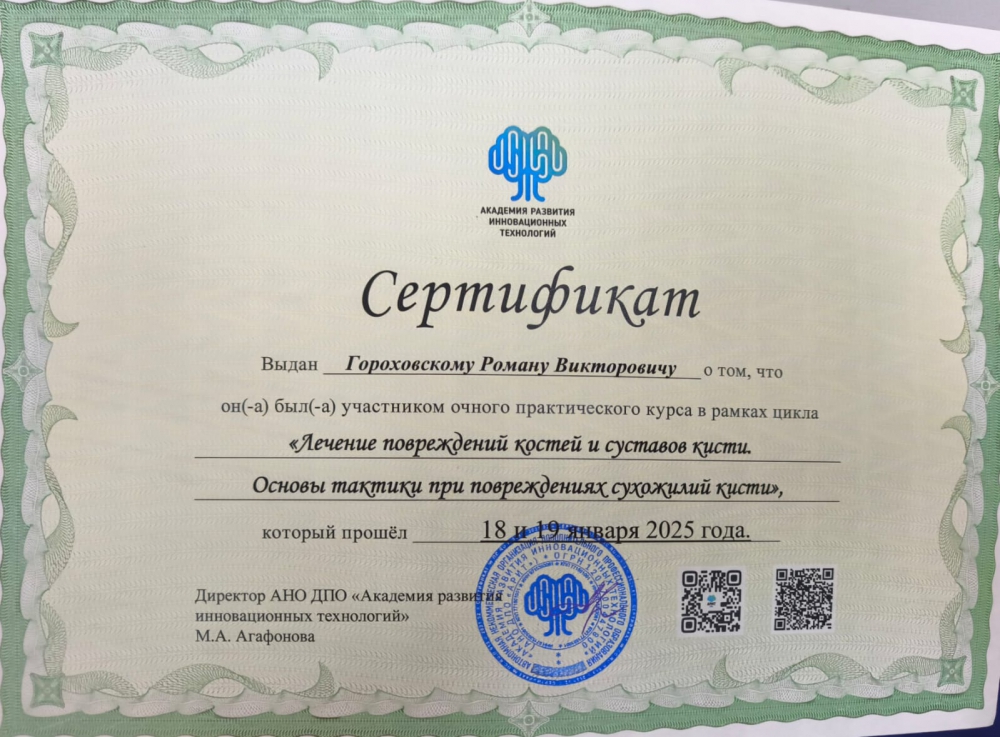 АКАДЕМИЯ РАЗВИТИЯ
ИННОВАЦИОННЫХ
ТЕХНОЛОГИЙ
Сертификат
Выдан Гороховскому Роману Викторовичу о том, что
он(-а) был(-а) участником очного практического курса в рамках цикла
«Лечение повреждений костей и суставов кисти.
Основы тактики при повреждениях сухожилий кисти»,
который прошёл 18 и 19 января 2025 года.
Директор АНО ДПО «Академия развития
инновационных технологий»
М.А. Агафонова